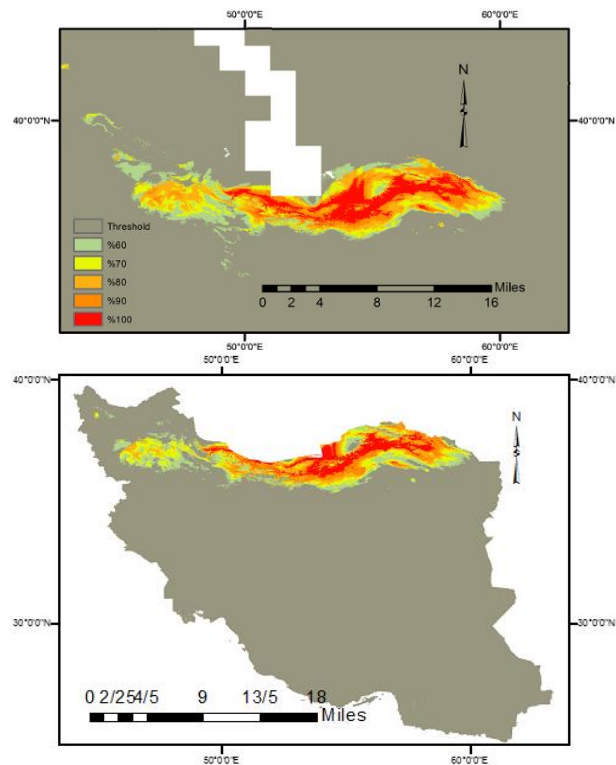 50°0'0"E 60°0'0"E
N
40°0'0"N 40°0'0"N
Threshold
%60
%70
%80
%90
%100
Miles
0 2 4 8 12 16
50°0'0"E 60°0'0"E
50°0'0"E 60°0'0"E
40°0'0"N 40°0'0"N
N
30°0'0"N 30°0'0"N
0 2/25 4/5 9 13/5 18
Miles
50°0'0"E 60°0'0"E